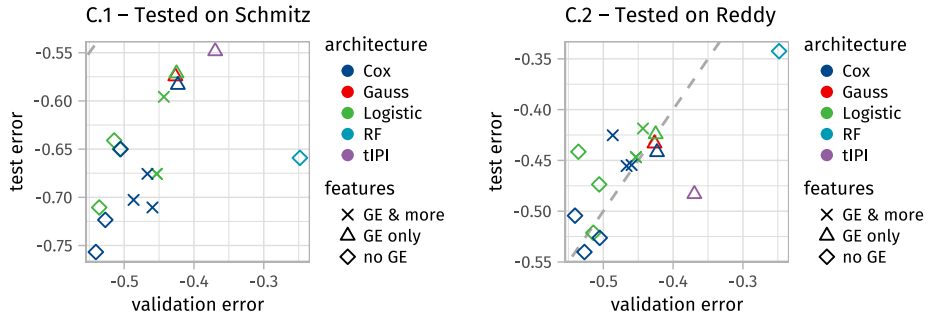 C.1 – Tested on Schmitz
test error
-0.55
-0.60
-0.65
-0.70
-0.75
-0.5
-0.4
-0.3
validation error
architecture
Cox
Gauss
Logistic
RF
tIPI
features
GE & more
GE only
no GE
C.2 – Tested on Reddy
test error
-0.35
-0.40
-0.45
-0.50
-0.55
-0.5
-0.4
-0.3
validation error
architecture
Cox
Gauss
Logistic
RF
tIPI
features
GE & more
GE only
no GE